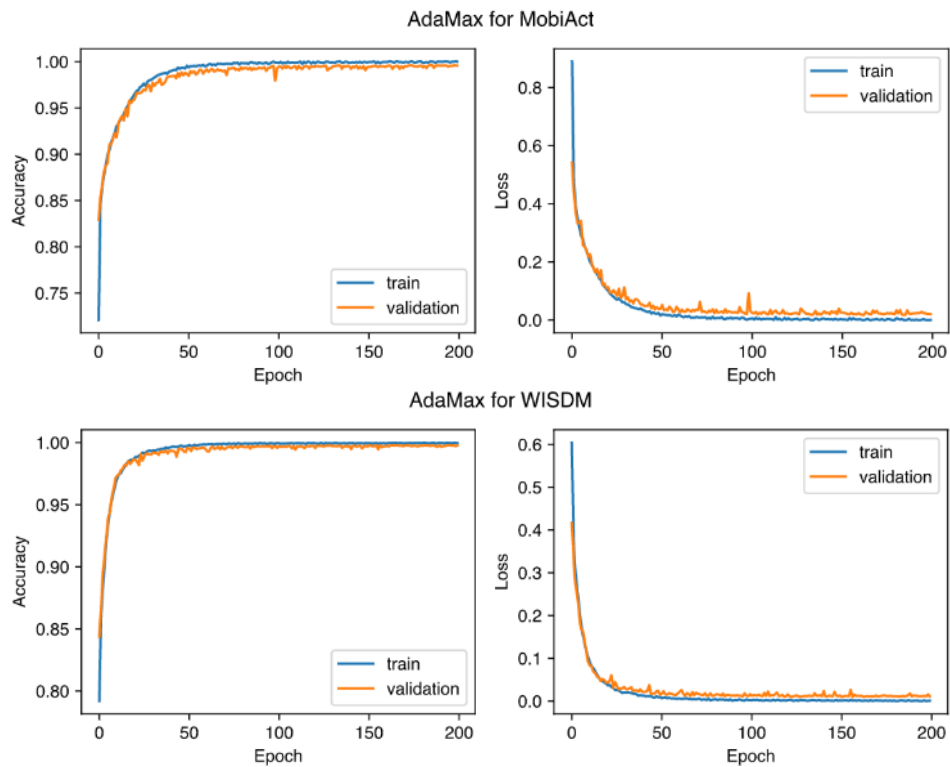 AdaMax for MobiAct
1.00
0.95
0.90
0.85
0.80
0.75
Accuracy
train
validation
0 50 100 150 200
Epoch
0.8
0.6
0.4
0.2
0.0
Loss
train
validation
0 50 100 150 200
Epoch
AdaMax for WISDM
1.00
0.95
0.90
0.85
0.80
Accuracy
train
validation
0 50 100 150 200
Epoch
0.6
0.5
0.4
0.3
0.2
0.1
0.0
Loss
train
validation
0 50 100 150 200
Epoch